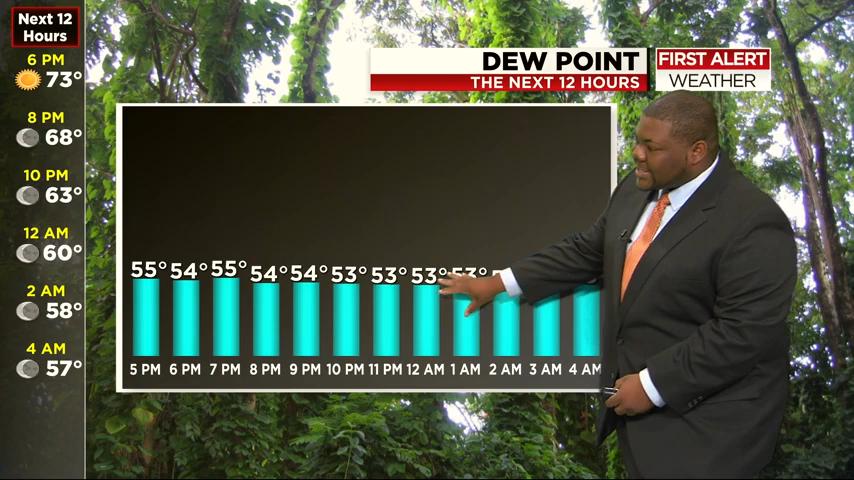 Next 12
Hours
6 PM
73°
8 PM
68°
10 PM
63°
12 AM
60°
2 AM
58°
4 AM
57°
DEW POINT
THE NEXT 12 HOURS
FIRST ALERT
WEATHER
55° 54° 55° 54° 54° 53° 53° 53° 53°
5 PM 6 PM 7 PM 8 PM 9 PM 10 PM 11 PM 12 AM 1 AM 2 AM 3 AM 4 AM